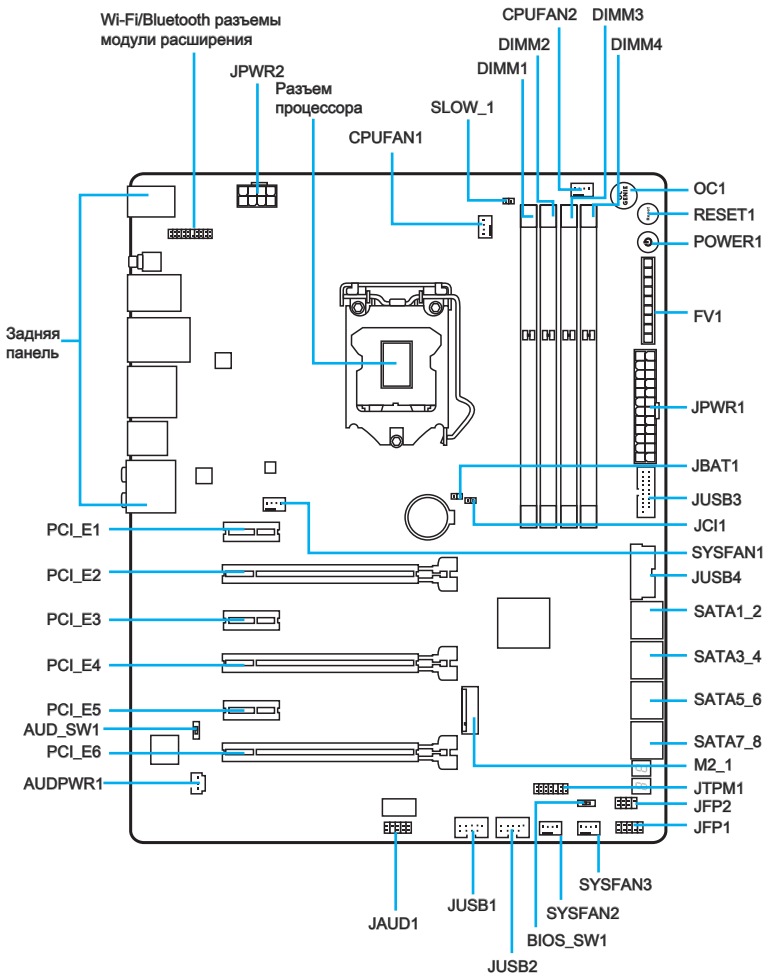 Wi-Fi/Bluetooth разъемы
модули расширения
JPWR2
Разъем
процессора
CPUFAN1
SLOW_1
CPUFAN2
DIMM3
DIMM2
DIMM4
DIMM1
OC1
GENIE
RESET1
POWER1
FV1
Задняя
панель
JPWR1
JBAT1
JUSB3
JCI1
SYSFAN1
JUSB4
PCI_E1
PCI_E2
PCI_E3
PCI_E4
PCI_E5
AUD_SW1
PCI_E6
AUDPWR1
SATA1_2
SATA3_4
SATA5_6
SATA7_8
M2_1
JTPM1
JFP2
JFP1
SYSFAN3
SYSFAN2
BIOS_SW1
JUSB1
JUSB2
JAUD1